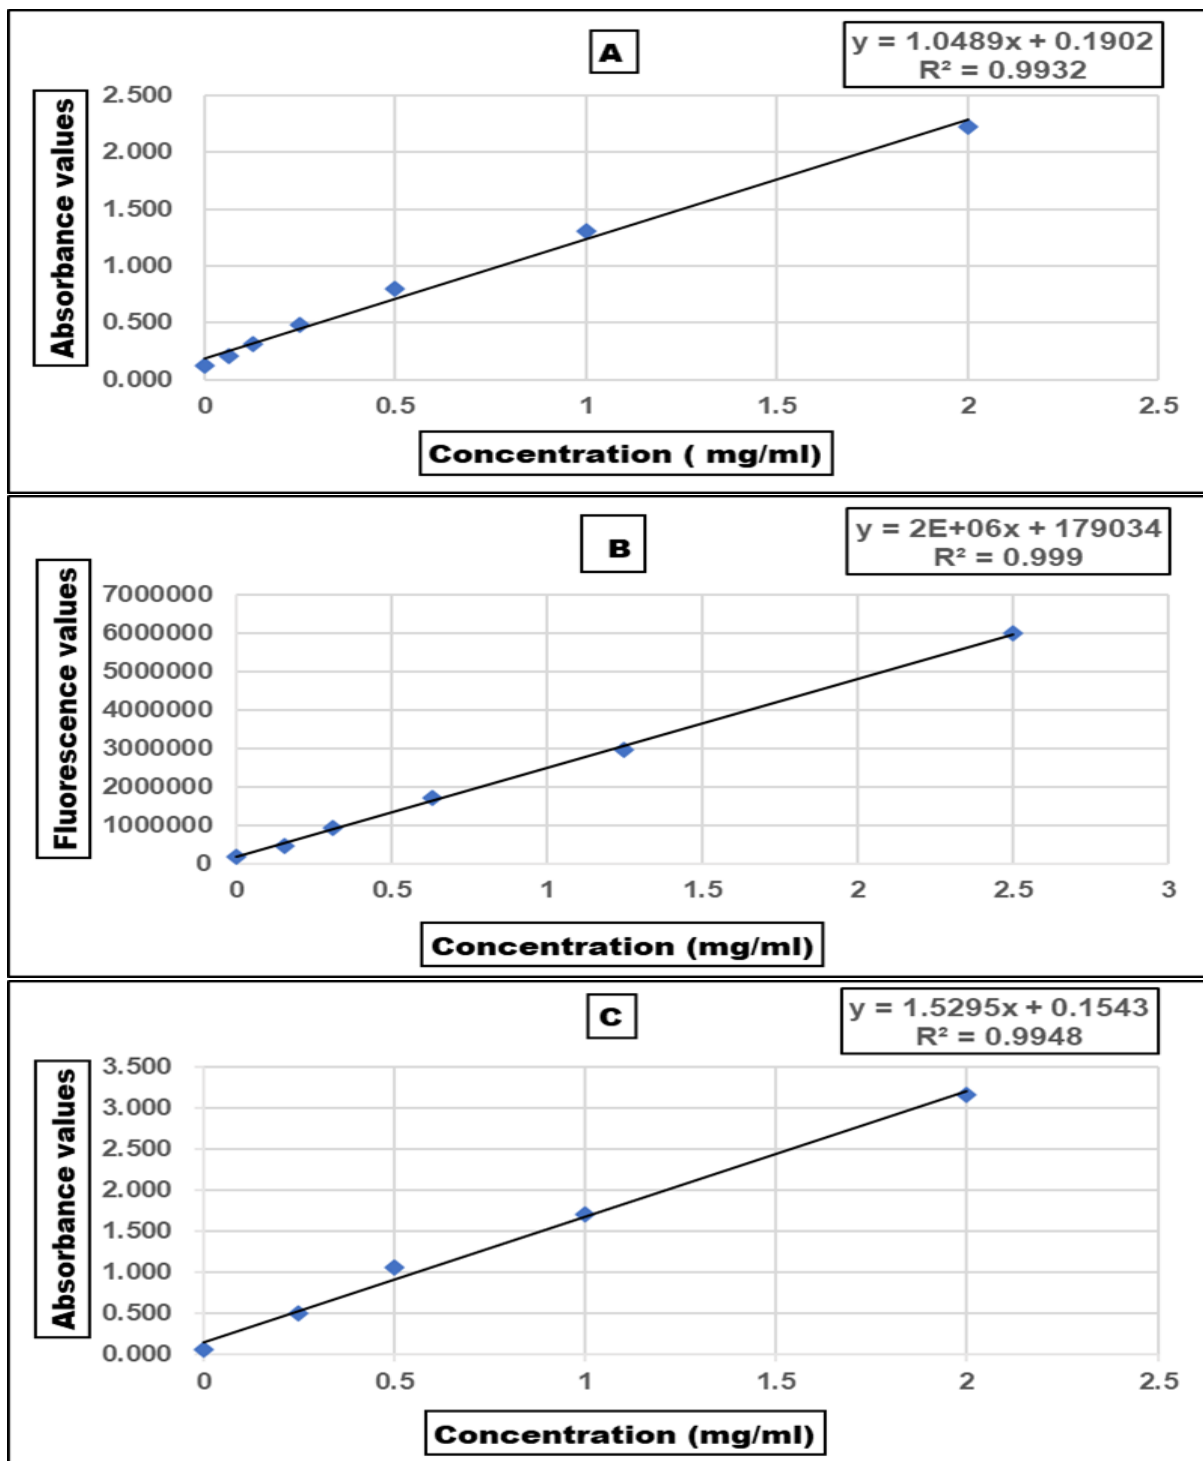 A
y = 1.0489x + 0.1902
R² = 0.9932
Absorbance values
2.500
2.000
1.500
1.000
0.500
0.000
0 0.5 1 1.5 2 2.5
Concentration ( mg/ml)
B
y = 2E+06x + 179034
R² = 0.999
Fluorescence values
7000000
6000000
5000000
4000000
3000000
2000000
1000000
0
0 0.5 1 1.5 2 2.5 3
Concentration (mg/ml)
C
y = 1.5295x + 0.1543
R² = 0.9948
Absorbance values
3.500
3.000
2.500
2.000
1.500
1.000
0.500
0.000
0 0.5 1 1.5 2 2.5
Concentration (mg/ml)